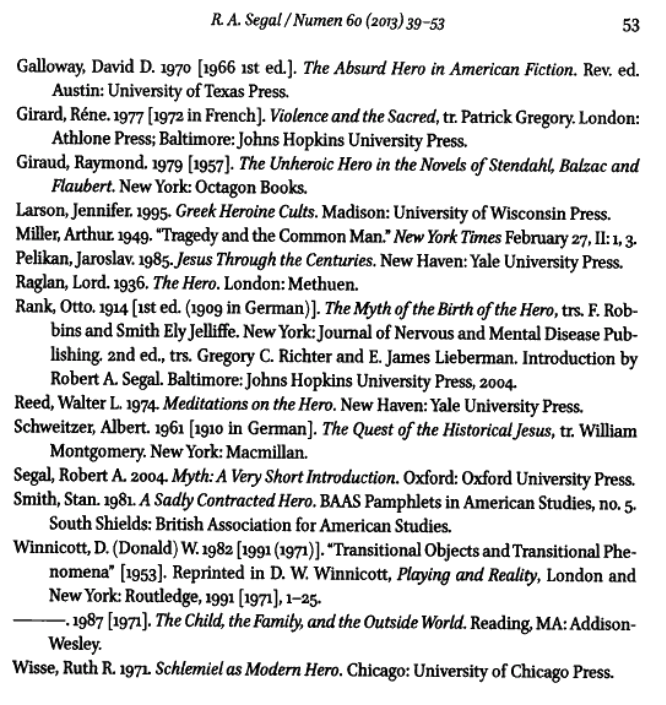 R. A. Segal / Numen 60 (2013) 39–53 53
Galloway, David D. 1970 [1966 1st ed.]. The Absurd Hero in American Fiction. Rev. ed.
Austin: University of Texas Press.
Girard, Réne. 1977 [1972 in French]. Violence and the Sacred, tr. Patrick Gregory. London:
Athlone Press; Baltimore: Johns Hopkins University Press.
Giraud, Raymond. 1979 [1957]. The Unheroic Hero in the Novels of Stendahl, Balzac and
Flaubert. New York: Octagon Books.
Larson, Jennifer. 1995. Greek Heroine Cults. Madison: University of Wisconsin Press.
Miller, Arthur. 1949. “Tragedy and the Common Man.” New York Times February 27, II: 1, 3.
Pelikan, Jaroslav. 1985. Jesus Through the Centuries. New Haven: Yale University Press.
Raglan, Lord. 1936. The Hero. London: Methuen.
Rank, Otto. 1914 [1st ed. (1909 in German)]. The Myth of the Birth of the Hero, trs. F. Rob-
bins and Smith Ely Jelliffe. New York: Journal of Nervous and Mental Disease Pub-
lishing. 2nd ed., trs. Gregory C. Richter and E. James Lieberman. Introduction by
Robert A. Segal. Baltimore: Johns Hopkins University Press, 2004.
Reed, Walter L. 1974. Meditations on the Hero. New Haven: Yale University Press.
Schweitzer, Albert. 1961 [1910 in German]. The Quest of the Historical Jesus, tr. William
Montgomery. New York: Macmillan.
Segal, Robert A. 2004. Myth: A Very Short Introduction. Oxford: Oxford University Press.
Smith, Stan. 1981. A Sadly Contracted Hero. BAAS Pamphlets in American Studies, no. 5.
South Shields: British Association for American Studies.
Winnicott, D. (Donald) W. 1982 [1991 (1971)]. “Transitional Objects and Transitional Phe-
nomena” [1953]. Reprinted in D. W. Winnicott, Playing and Reality, London and
New York: Routledge, 1991 [1971], 1–25.
———. 1987 [1971]. The Child, the Family, and the Outside World. Reading, MA: Addison-
Wesley.
Wisse, Ruth R. 1971. Schlemiel as Modern Hero. Chicago: University of Chicago Press.